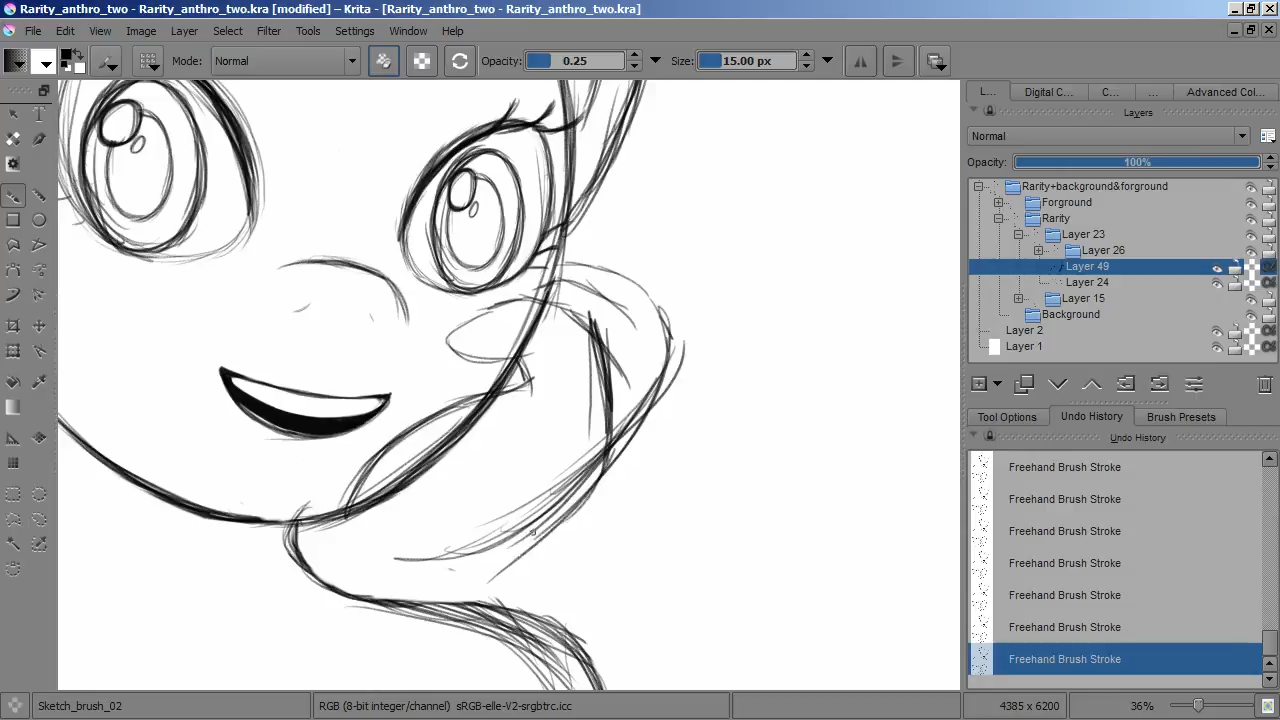 Rarity_anthro_two - Rarity_anthro_two.kra [modified] – Krita - [Rarity_anthro_two - Rarity_anthro_two.kra]
File Edit View Image Layer Select Filter Tools Settings Window Help
Mode: Normal Opacity: 0.25 Size: 15.00 px
L... Digital C... C... ... Advanced Col...
Layers
Normal
Opacity: 100%
Rarity+background&forground
Forground
Rarity
Layer 23
Layer 26
Layer 49
Layer 24
Layer 15
Background
Layer 2
Layer 1
Tool Options Undo History Brush Presets
Undo History
Freehand Brush Stroke
Freehand Brush Stroke
Freehand Brush Stroke
Freehand Brush Stroke
Freehand Brush Stroke
Freehand Brush Stroke
Freehand Brush Stroke
Sketch_brush_02 RGB (8-bit integer/channel) sRGB-elle-V2-srgbtrc.icc 4385 x 6200 36%